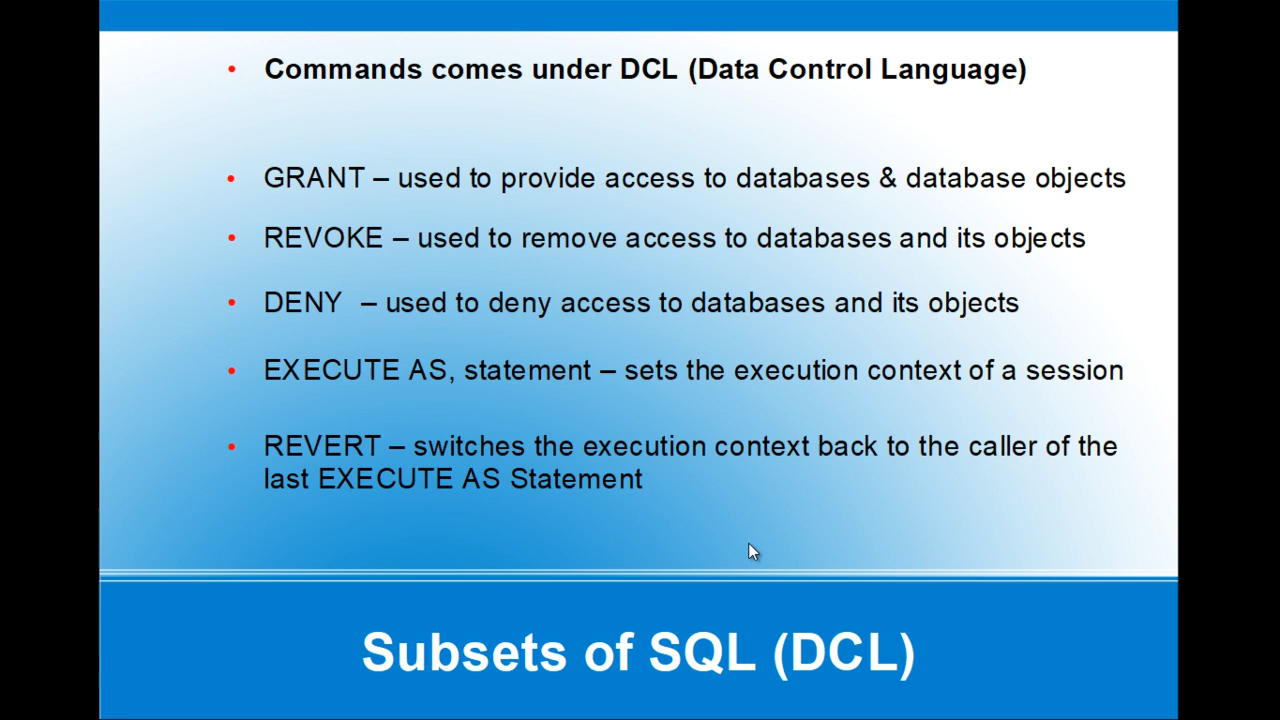 • Commands comes under DCL (Data Control Language)
• GRANT – used to provide access to databases & database objects
• REVOKE – used to remove access to databases and its objects
• DENY – used to deny access to databases and its objects
• EXECUTE AS, statement – sets the execution context of a session
• REVERT – switches the execution context back to the caller of the
last EXECUTE AS Statement
Subsets of SQL (DCL)